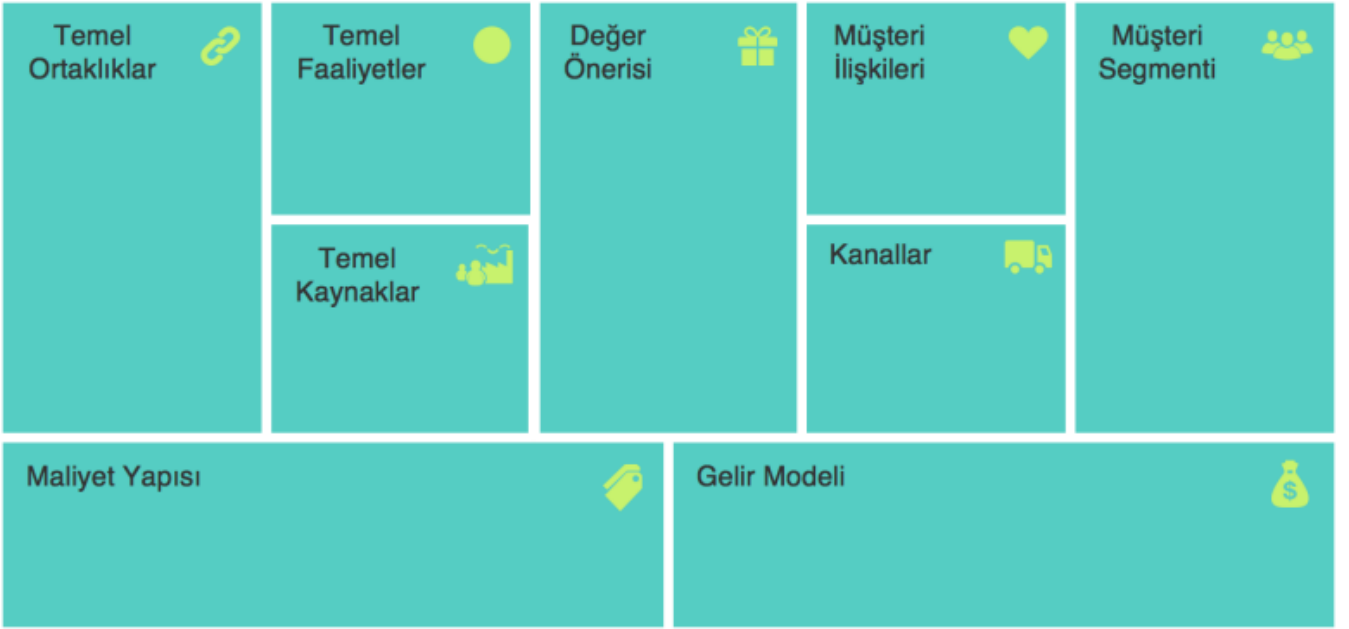 Temel
Ortaklıklar
Temel
Faaliyetler
Değer
Önerisi
Müşteri
İlişkileri
Müşteri
Segmenti
Temel
Kaynaklar
Kanallar
Maliyet Yapısı
Gelir Modeli
$